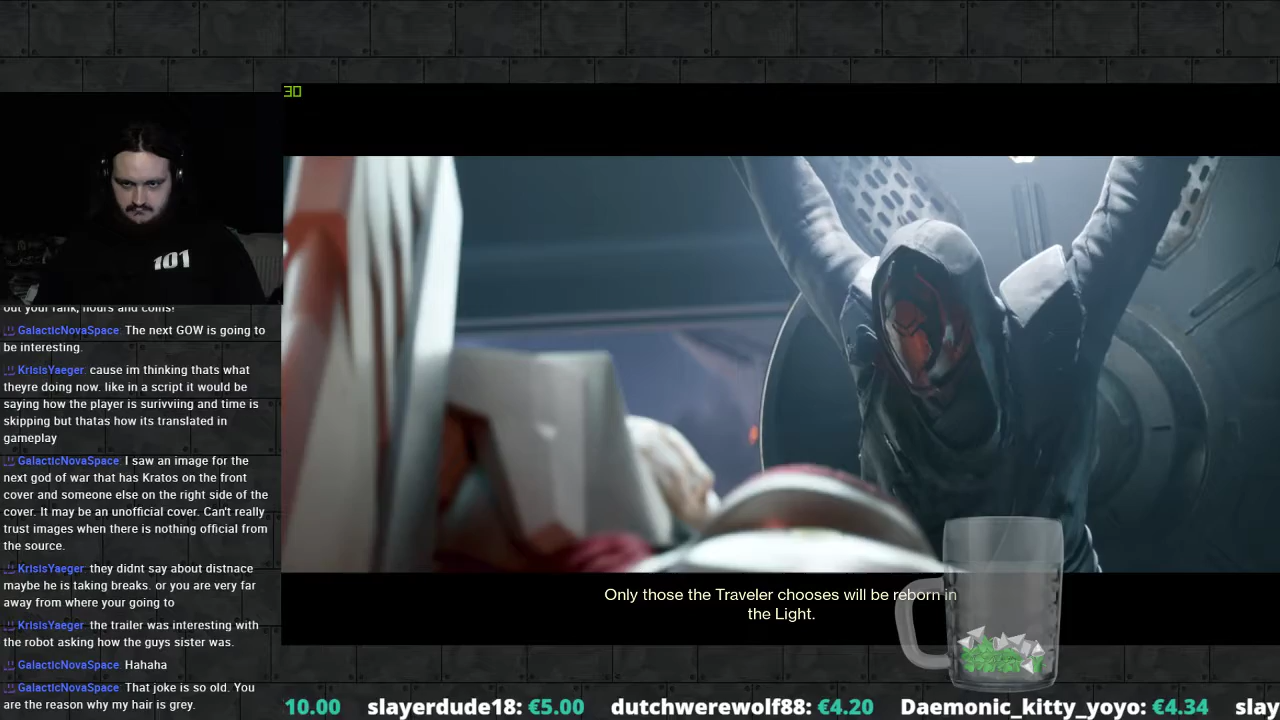 30
101
out your rank, hours and coins!
GalacticNovaSpace: The next GOW is going to
be interesting.
KrisisYaeger: cause im thinking thats what
theyre doing now. like in a script it would be
saying how the player is surivviing and time is
skipping but thatas how its translated in
gameplay
GalacticNovaSpace: I saw an image for the
next god of war that has Kratos on the front
cover and someone else on the right side of the
cover. It may be an unofficial cover. Can't really
trust images when there is nothing official from
the source.
KrisisYaeger: they didnt say about distnace
maybe he is taking breaks. or you are very far
away from where your going to
KrisisYaeger: the trailer was interesting with
the robot asking how the guys sister was.
GalacticNovaSpace: Hahaha
GalacticNovaSpace: That joke is so old. You
are the reason why my hair is grey.
Only those the Traveler chooses will be reborn in
the Light.
10.00 slayerdude18: €5.00 dutchwerewolf88: €4.20 Daemonic_kitty_yoyo: €4.34 slay